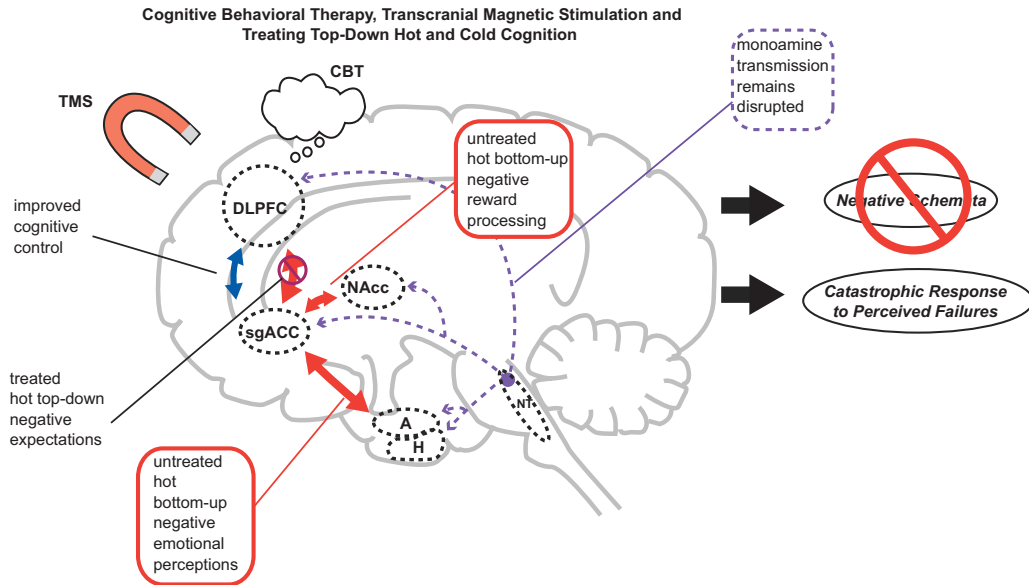 Cognitive Behavioral Therapy, Transcranial Magnetic Stimulation and
Treating Top-Down Hot and Cold Cognition
TMS
CBT
monoamine
transmission
remains
disrupted
untreated
hot bottom-up
negative
reward
processing
improved
cognitive
control
DLPFC
Negative Schemata
NAcc
sgACC
Catastrophic Response
to Perceived Failures
treated
hot top-down
negative
expectations
NT
A
H
untreated
hot
bottom-up
negative
emotional
perceptions